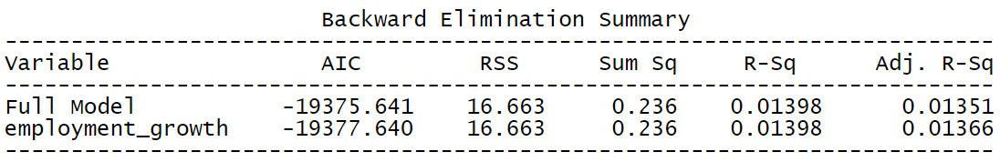 Backward Elimination Summary
---------------------------------------------------------------------------
Variable                AIC         RSS      Sum Sq     R-Sq      Adj. R-Sq
---------------------------------------------------------------------------
Full Model           -19375.641    16.663     0.236    0.01398      0.01351
employment_growth    -19377.640    16.663     0.236    0.01398      0.01366
---------------------------------------------------------------------------